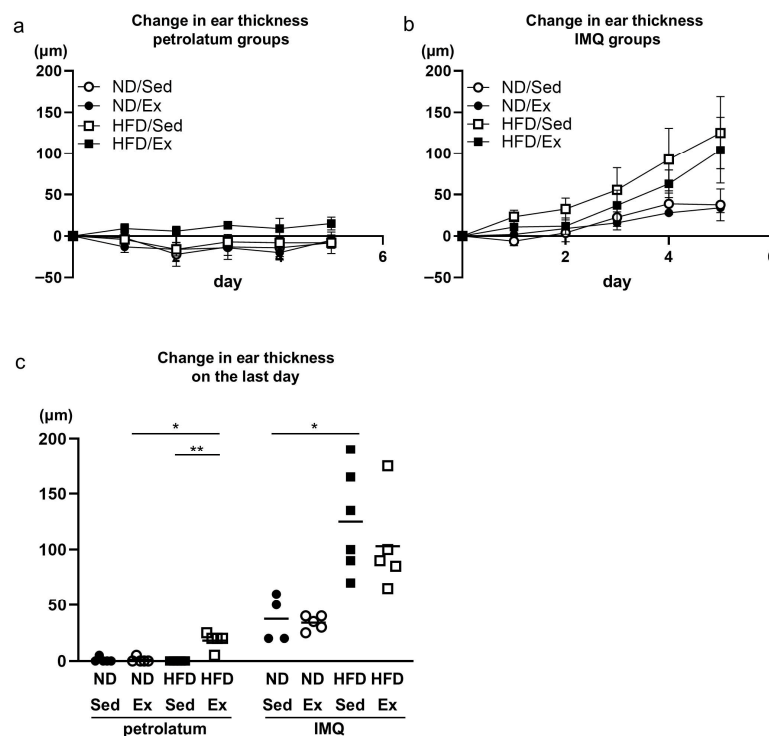 a
Change in ear thickness
petrolatum groups
(µm)
200
150
100
50
0
−50
ND/Sed
ND/Ex
HFD/Sed
HFD/Ex
4
6
day
b
Change in ear thickness
IMQ groups
(µm)
200
150
100
50
0
−50
ND/Sed
ND/Ex
HFD/Sed
HFD/Ex
2
4
day
c
Change in ear thickness
on the last day
(µm)
200
150
100
50
0
*
**
*
ND ND HFD HFD ND ND HFD HFD
Sed Ex Sed Ex Sed Ex Sed Ex
petrolatum IMQ